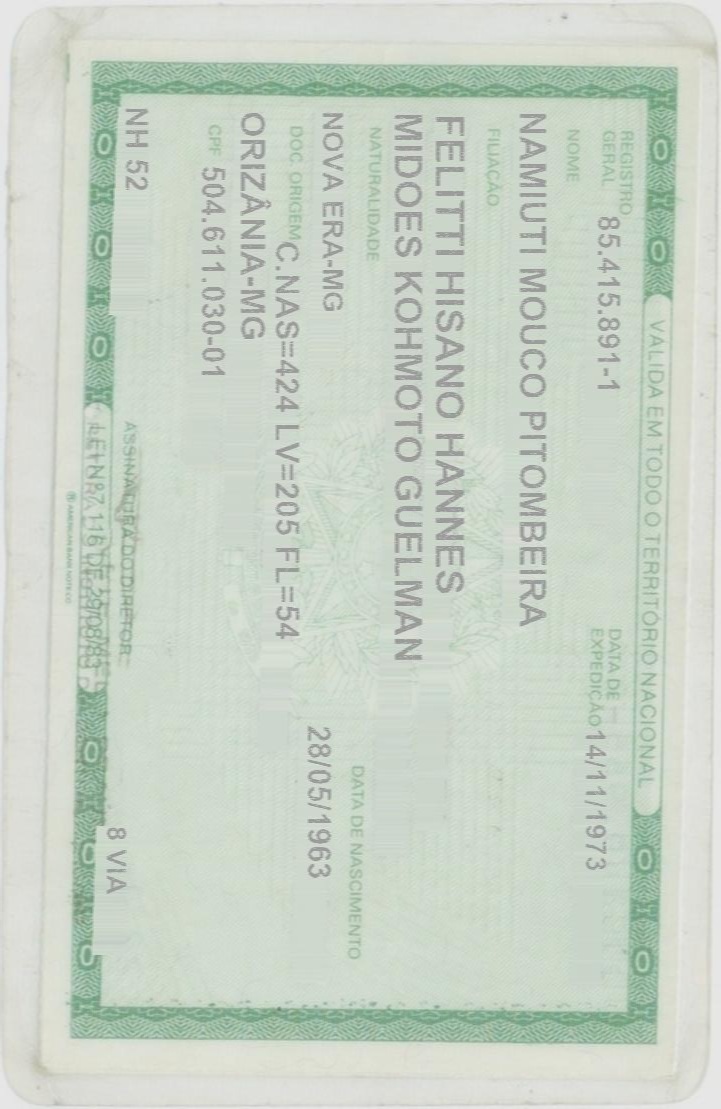 VÁLIDA EM TODO O TERRITÓRIO NACIONAL
REGISTRO GERAL 85.415.891-1
DATA DE EXPEDIÇÃO 14/11/1973
NOME
NAMIUTI MOUCO PITOMBEIRA
FILIAÇÃO
FELITTI HISANO HANNES
MIDOES KOHMOTO GUELMAN
NATURALIDADE
DATA DE NASCIMENTO
NOVA ERA-MG
28/05/1963
DOC. ORIGEM C.NAS=424 LV=205 FL=54
ORIZÂNIA-MG
CPF 504.611.030-01
NH 52
ASSINATURA DO DIRETOR
8 VIA
LEI Nº 7.116 DE 29/08/83
AMERICAN BANK NOTE CO